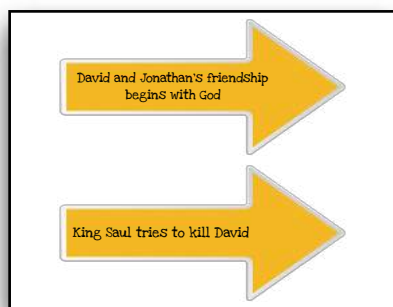 David and Jonathan's friendship
begins with God
King Saul tries to kill David